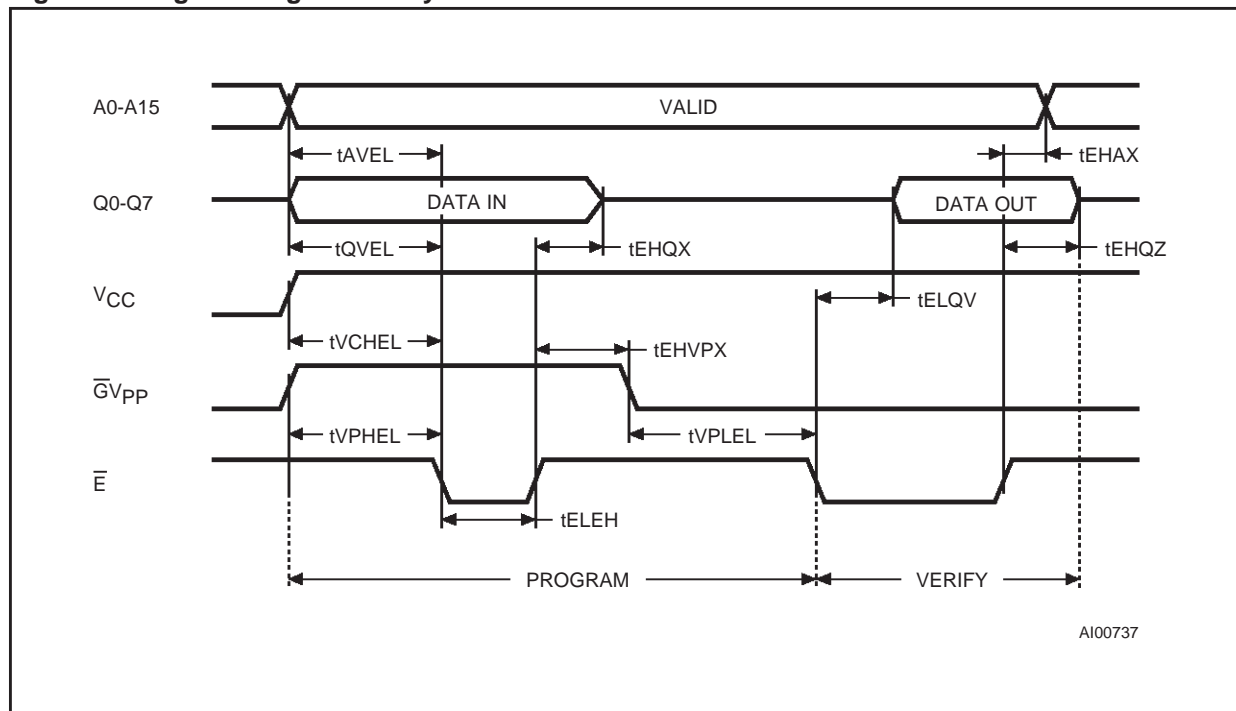 A0-A15
VALID
tAVEL
tEHAX
Q0-Q7
DATA IN
DATA OUT
tQVEL
tEHQX
tEHQZ
VCC
tELQV
tVCHEL
tEHVPX
G̅VPP
tVPHEL
tVPLEL
E̅
tELEH
PROGRAM
VERIFY
AI00737